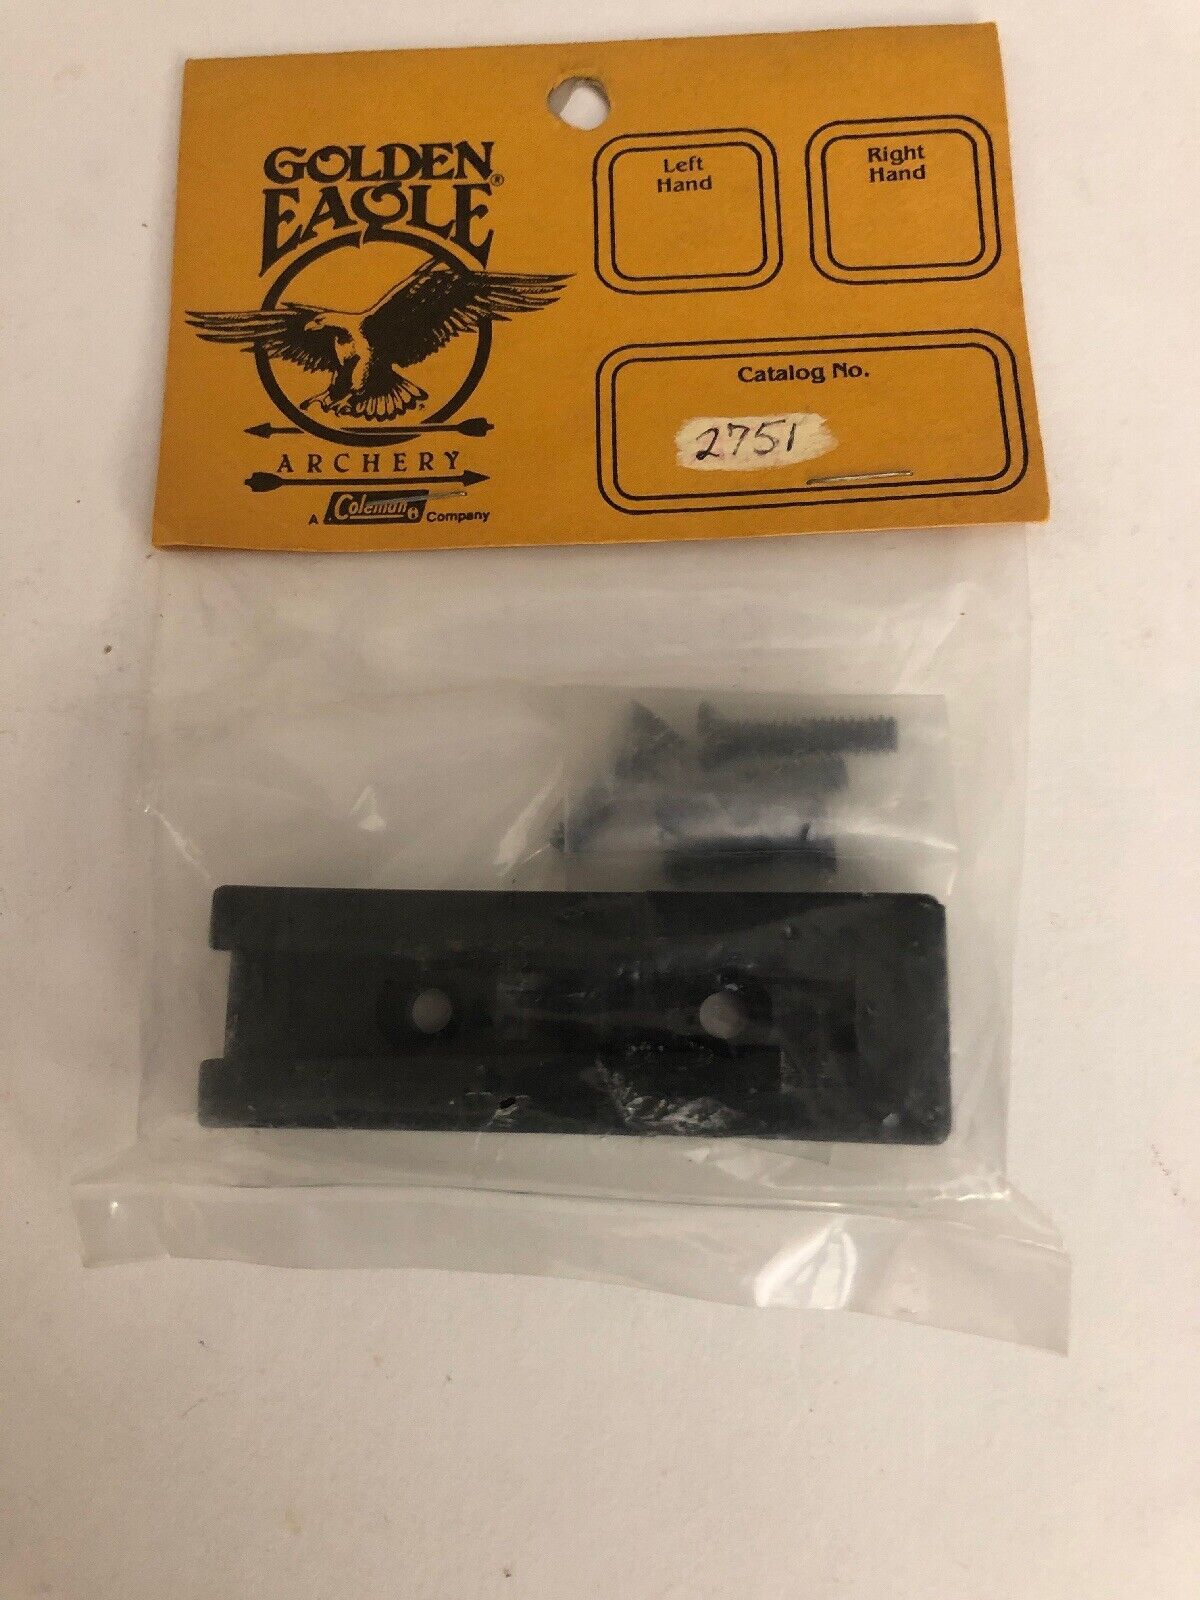 GOLDEN®
EAGLE
ARCHERY
A Coleman® Company
Left
Hand
Right
Hand
Catalog No.
2751